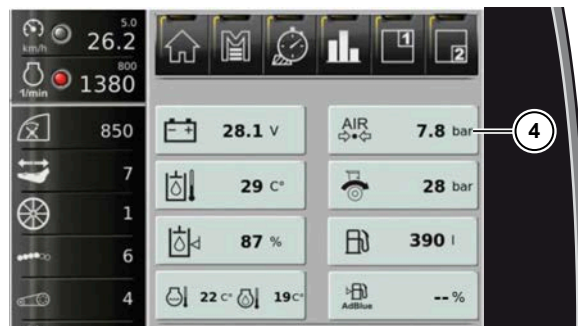 5.0
km/h 26.2
800
1/min 1380
1
2
850
7
1
6
4
28.1 V
29 C°
87 %
22 C° 19 C°
AIR 7.8 bar
28 bar
390 l
AdBlue --%
4